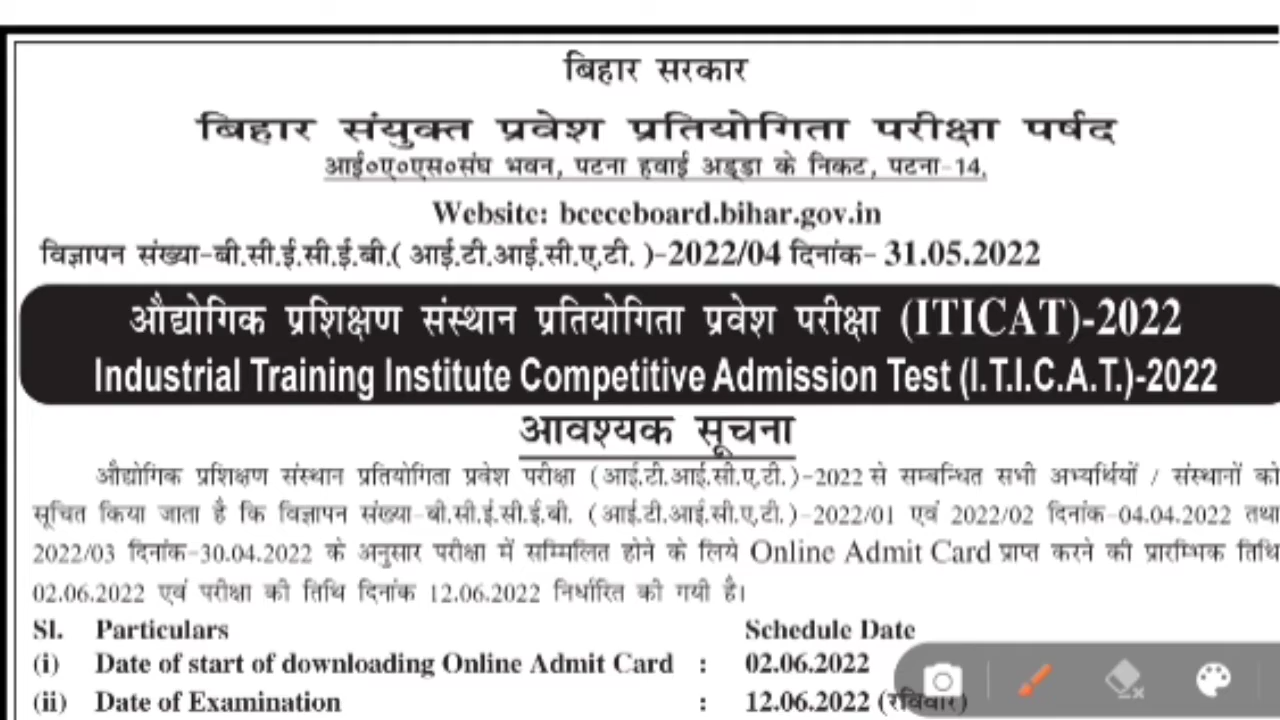 बिहार सरकार
बिहार संयुक्त प्रवेश प्रतियोगिता परीक्षा पर्षद
आई०ए०एस०संघ भवन, पटना हवाई अड्डा के निकट, पटना-14,
Website: bceceboard.bihar.gov.in
विज्ञापन संख्या-बी.सी.ई.सी.ई.बी.( आई.टी.आई.सी.ए.टी. )-2022/04 दिनांक- 31.05.2022
औद्योगिक प्रशिक्षण संस्थान प्रतियोगिता प्रवेश परीक्षा (ITICAT)-2022
Industrial Training Institute Competitive Admission Test (I.T.I.C.A.T.)-2022
आवश्यक सूचना
औद्योगिक प्रशिक्षण संस्थान प्रतियोगिता प्रवेश परीक्षा (आई.टी.आई.सी.ए.टी.)-2022 से सम्बन्धित सभी अभ्यर्थियों / संस्थानों को
सूचित किया जाता है कि विज्ञापन संख्या-बी.सी.ई.सी.ई.बी. (आई.टी.आई.सी.ए.टी.)-2022/01 एवं 2022/02 दिनांक-04.04.2022 तथा
2022/03 दिनांक-30.04.2022 के अनुसार परीक्षा में सम्मिलित होने के लिये Online Admit Card प्राप्त करने की प्रारम्भिक तिथि
02.06.2022 एवं परीक्षा की तिथि दिनांक 12.06.2022 निर्धारित की गयी है।
Sl. Particulars Schedule Date
(i) Date of start of downloading Online Admit Card : 02.06.2022
(ii) Date of Examination : 12.06.2022 (रविवार)